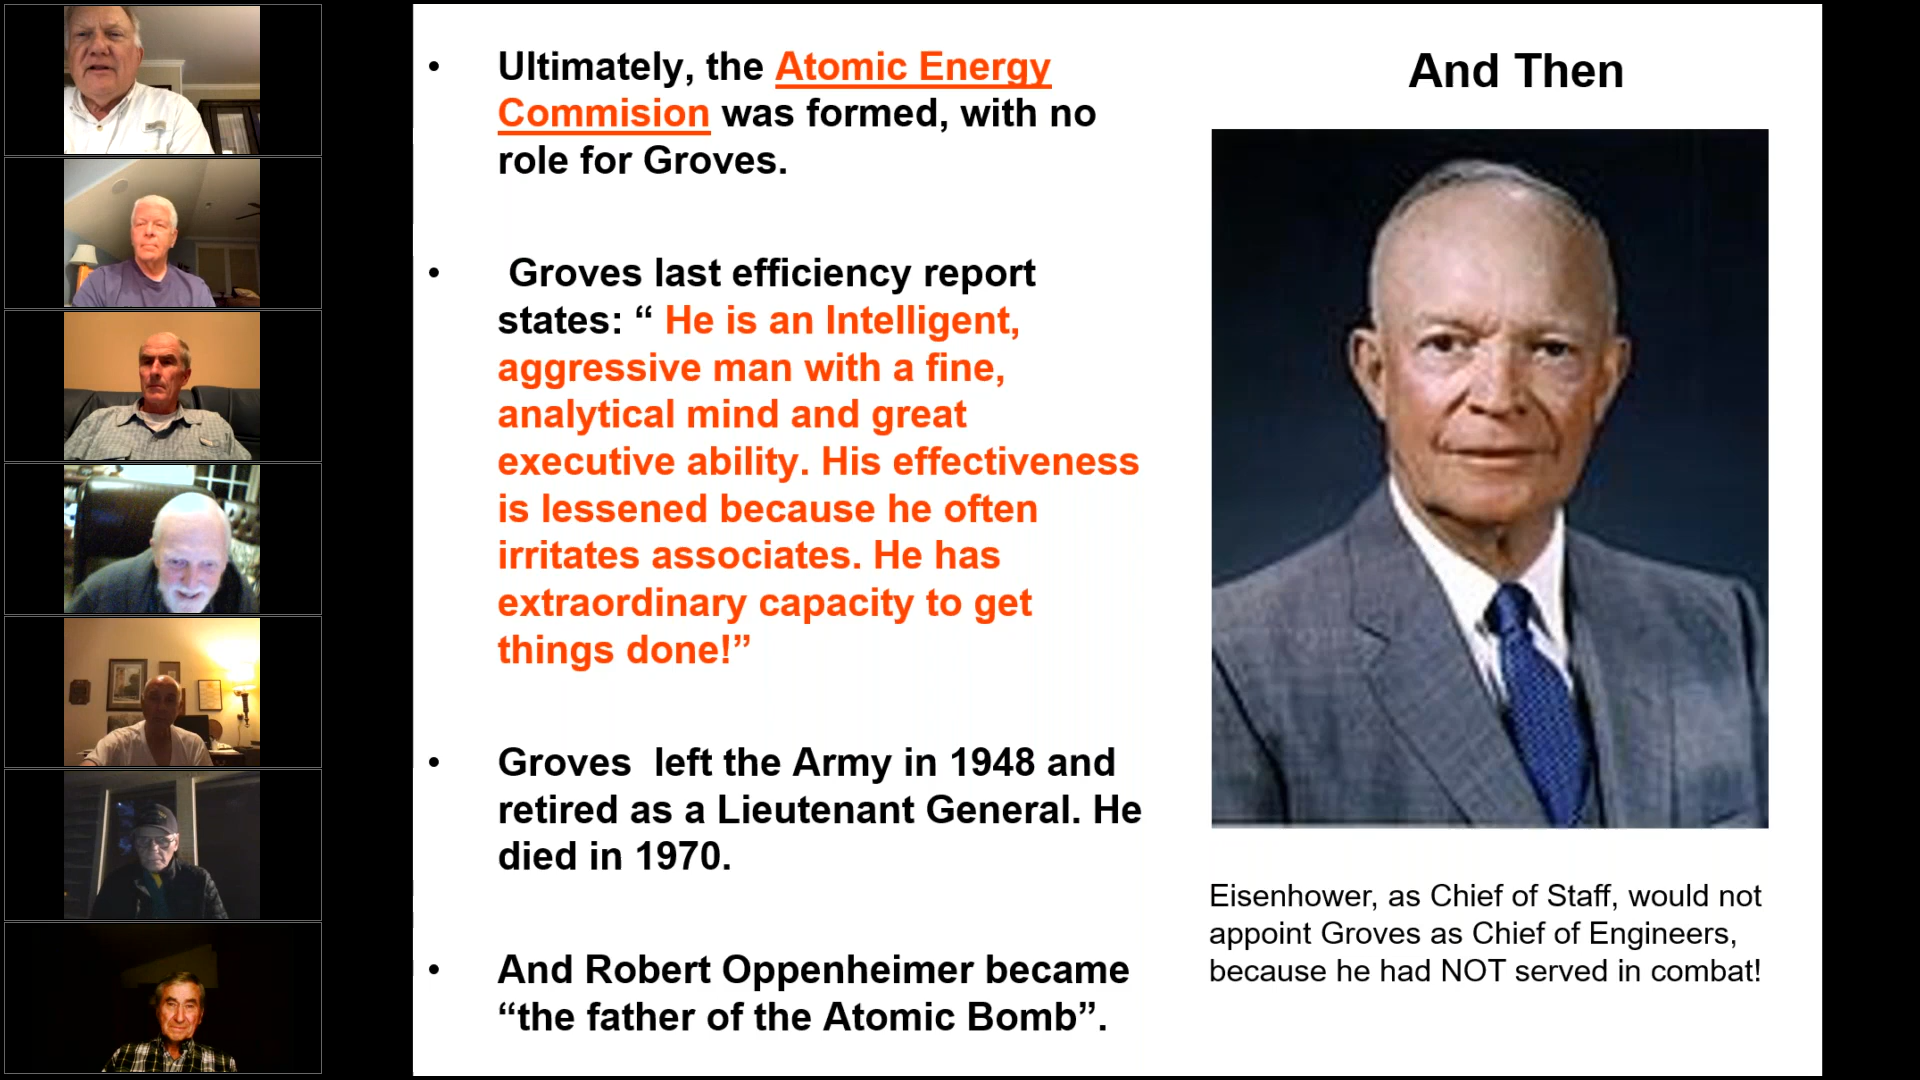 • Ultimately, the Atomic Energy
Commision was formed, with no
role for Groves.
• Groves last efficiency report
states: “ He is an Intelligent,
aggressive man with a fine,
analytical mind and great
executive ability. His effectiveness
is lessened because he often
irritates associates. He has
extraordinary capacity to get
things done!”
• Groves left the Army in 1948 and
retired as a Lieutenant General. He
died in 1970.
• And Robert Oppenheimer became
“the father of the Atomic Bomb”.
And Then
Eisenhower, as Chief of Staff, would not
appoint Groves as Chief of Engineers,
because he had NOT served in combat!